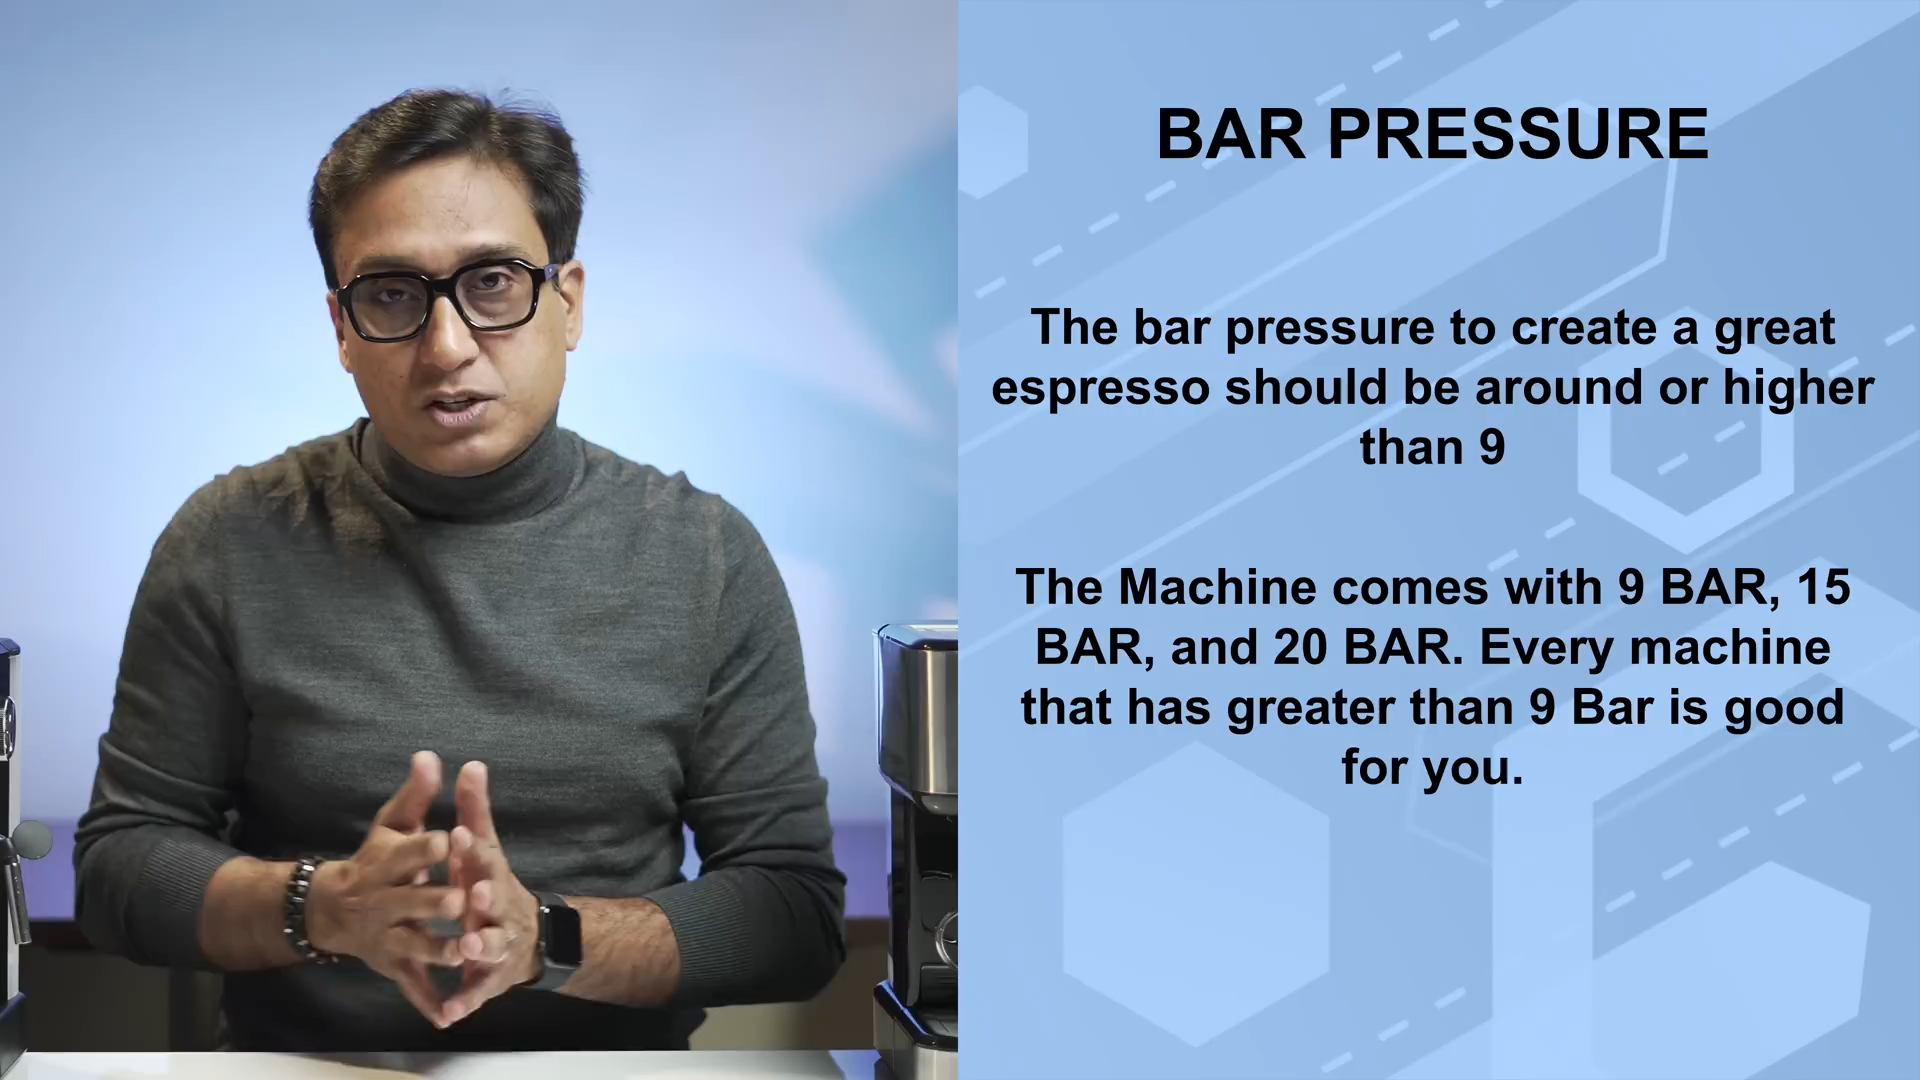 BAR PRESSURE
The bar pressure to create a great
espresso should be around or higher
than 9
The Machine comes with 9 BAR, 15
BAR, and 20 BAR. Every machine
that has greater than 9 Bar is good
for you.